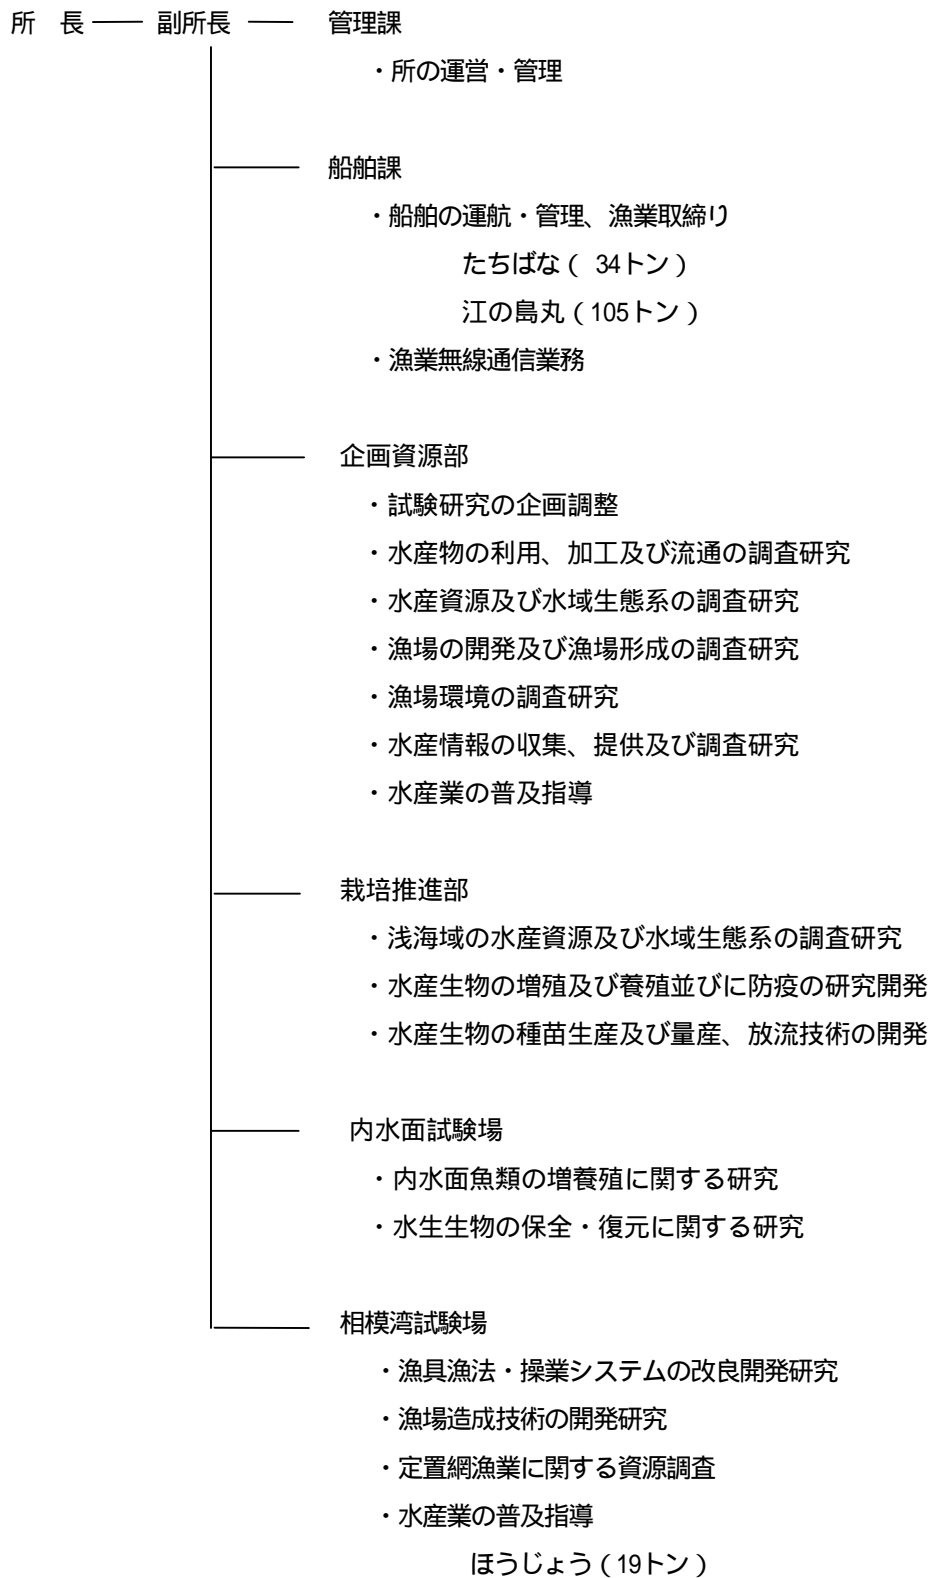 所　長 ── 副所長 ── 管理課
・所の運営・管理
船舶課
・船舶の運航・管理、漁業取締り
たちばな（ 34トン）
江の島丸（105トン）
・漁業無線通信業務
企画資源部
・試験研究の企画調整
・水産物の利用、加工及び流通の調査研究
・水産資源及び水域生態系の調査研究
・漁場の開発及び漁場形成の調査研究
・漁場環境の調査研究
・水産情報の収集、提供及び調査研究
・水産業の普及指導
栽培推進部
・浅海域の水産資源及び水域生態系の調査研究
・水産生物の増殖及び養殖並びに防疫の研究開発
・水産生物の種苗生産及び量産、放流技術の開発
内水面試験場
・内水面魚類の増養殖に関する研究
・水生生物の保全・復元に関する研究
相模湾試験場
・漁具漁法・操業システムの改良開発研究
・漁場造成技術の開発研究
・定置網漁業に関する資源調査
・水産業の普及指導
ほうじょう（19トン）